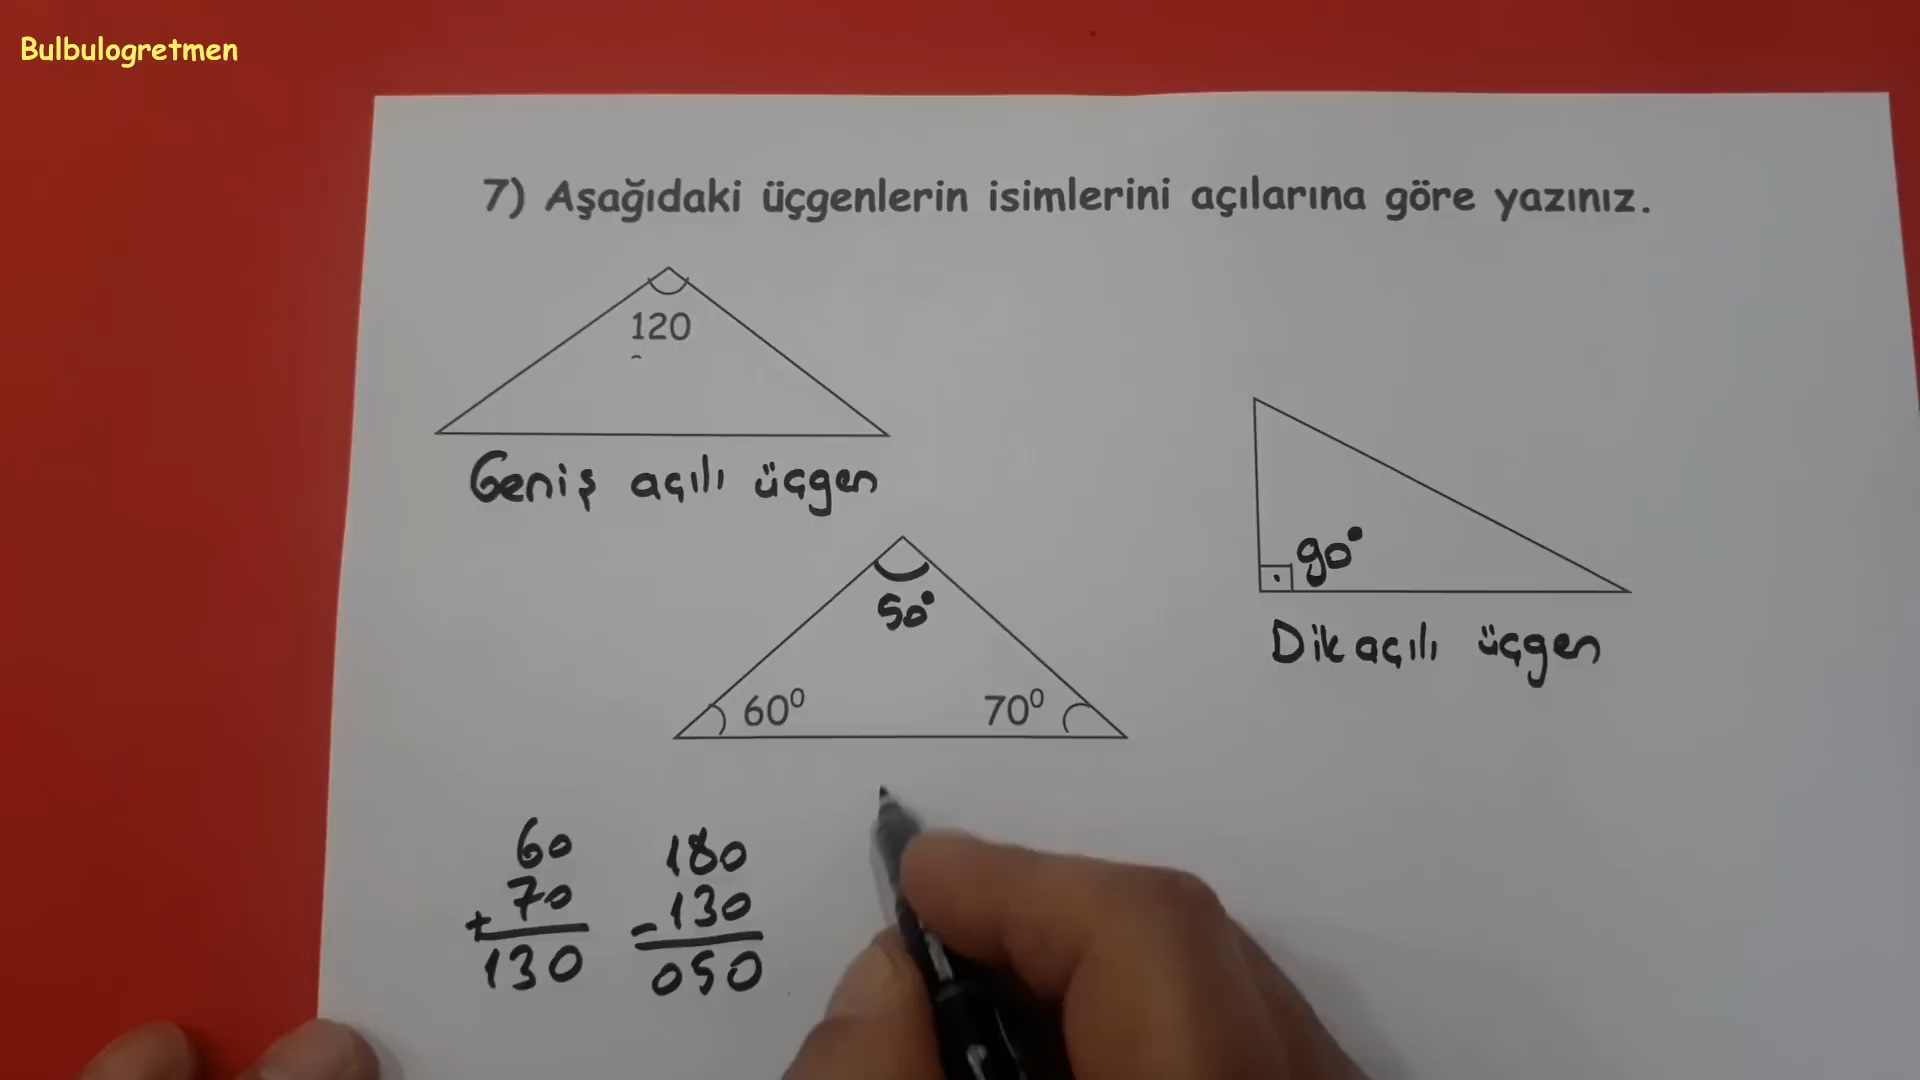 Bulbulogretmen
7) Aşağıdaki üçgenlerin isimlerini açılarına göre yazınız.
120
Geniş açılı üçgen
90°
Dik açılı üçgen
50°
60⁰ 70⁰
60
+ 70
130
180
- 130
050